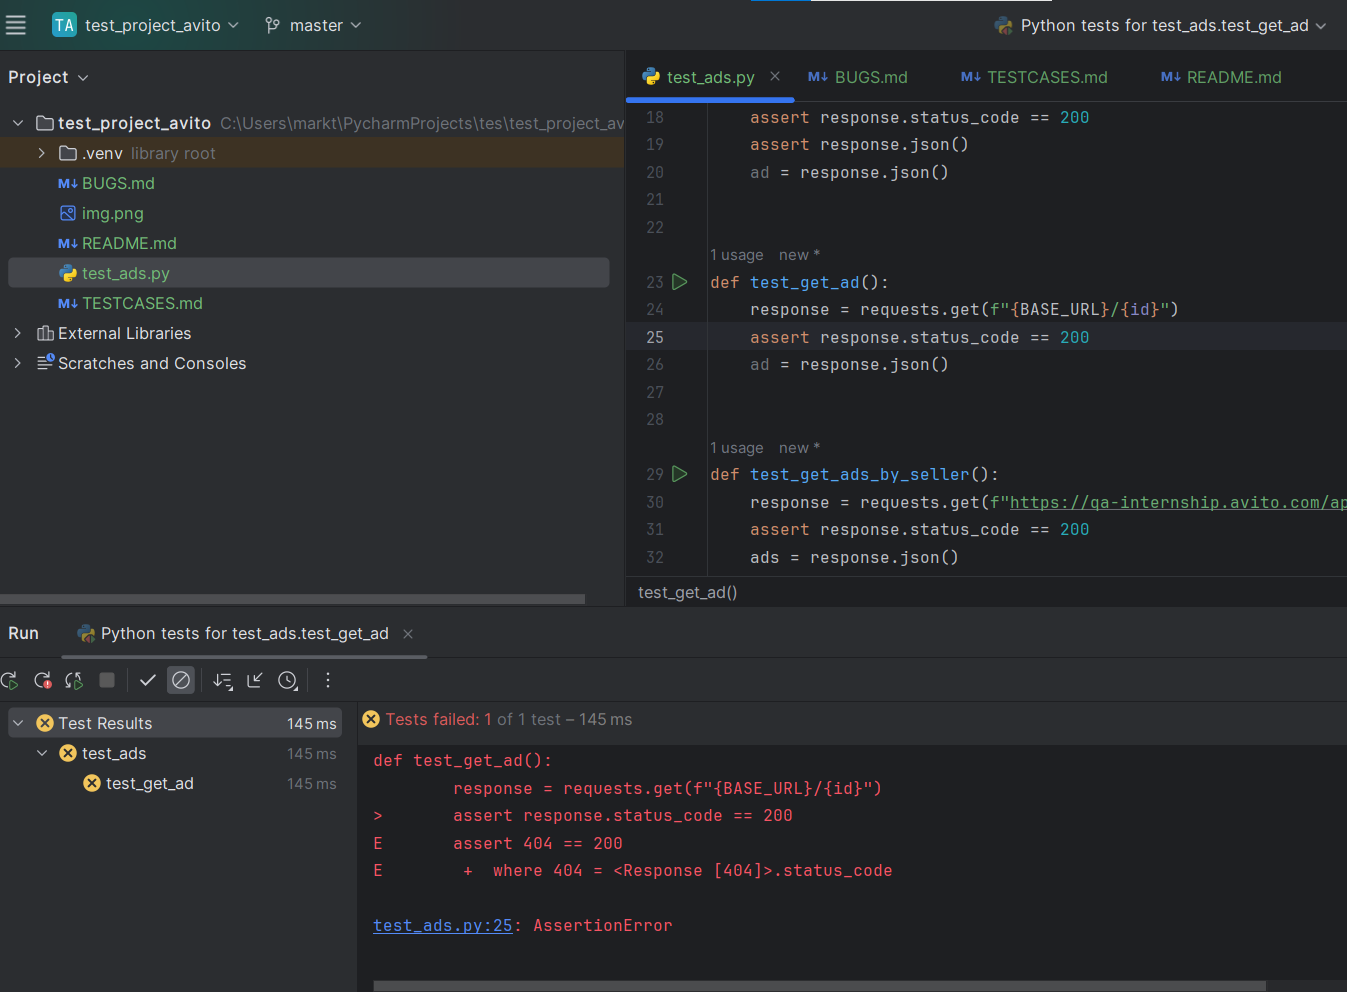 TA test_project_avito master Python tests for test_ads.test_get_ad
Project
test_project_avito C:\Users\markt\PycharmProjects\tes\test_project_av
.venv library root
BUGS.md
img.png
README.md
test_ads.py
TESTCASES.md
External Libraries
Scratches and Consoles
test_ads.py BUGS.md TESTCASES.md README.md
18 assert response.status_code == 200
19 assert response.json()
20 ad = response.json()
21
22
1 usage new *
23 def test_get_ad():
24 response = requests.get(f"{BASE_URL}/{id}")
25 assert response.status_code == 200
26 ad = response.json()
27
28
1 usage new *
29 def test_get_ads_by_seller():
30 response = requests.get(f"https://qa-internship.avito.com/ap
31 assert response.status_code == 200
32 ads = response.json()
test_get_ad()
Run Python tests for test_ads.test_get_ad
Test Results 145 ms
test_ads 145 ms
test_get_ad 145 ms
Tests failed: 1 of 1 test – 145 ms
def test_get_ad():
response = requests.get(f"{BASE_URL}/{id}")
> assert response.status_code == 200
E assert 404 == 200
E + where 404 = <Response [404]>.status_code
test_ads.py:25: AssertionError